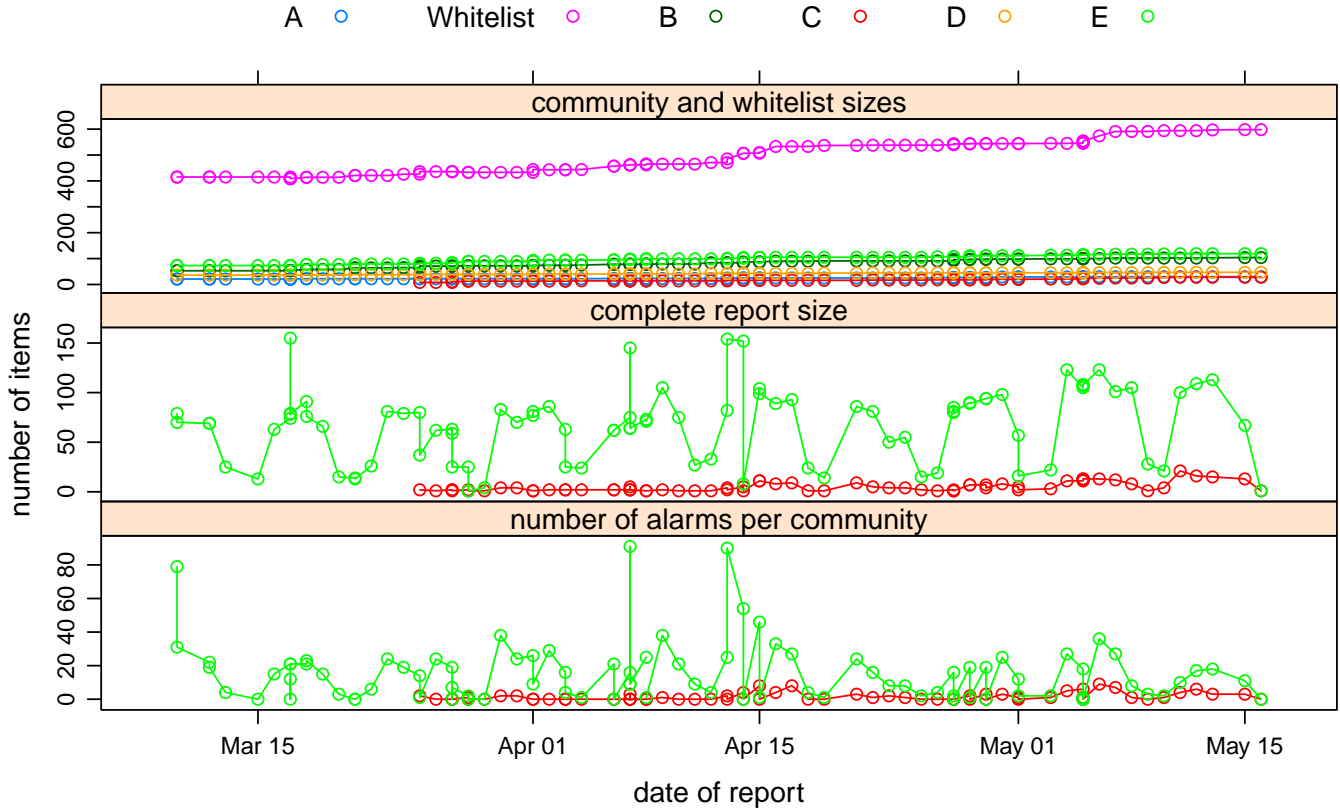 A Whitelist B C D E
community and whitelist sizes
600
400
200
0
complete report size
150
100
50
0
number of alarms per community
80
60
40
20
0
number of items
Mar 15 Apr 01 Apr 15 May 01 May 15
date of report